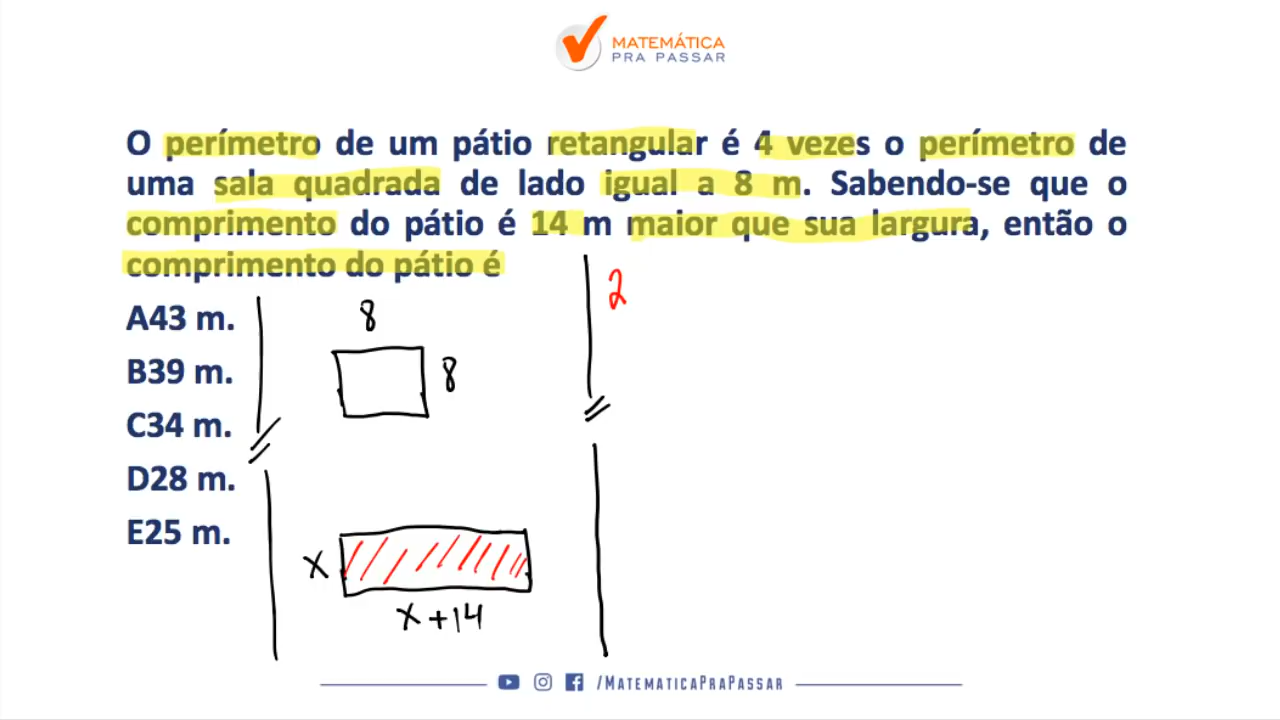 MATEMÁTICA
PRA PASSAR
O perímetro de um pátio retangular é 4 vezes o perímetro de
uma sala quadrada de lado igual a 8 m. Sabendo-se que o
comprimento do pátio é 14 m maior que sua largura, então o
comprimento do pátio é
2
A43 m.
8
B39 m.
8
C34 m.
D28 m.
E25 m.
x
x+14
/MATEMATICAPRAPASSAR